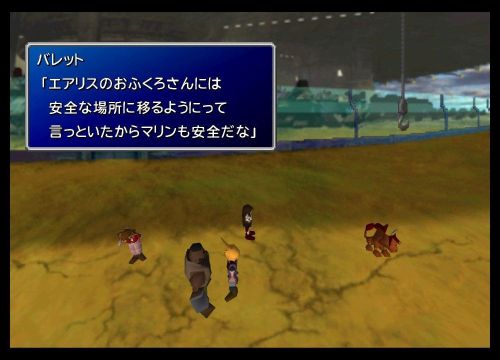 バレット
「エアリスのおふくろさんには
安全な場所に移るようにって
言っといたからマリンも安全だな」